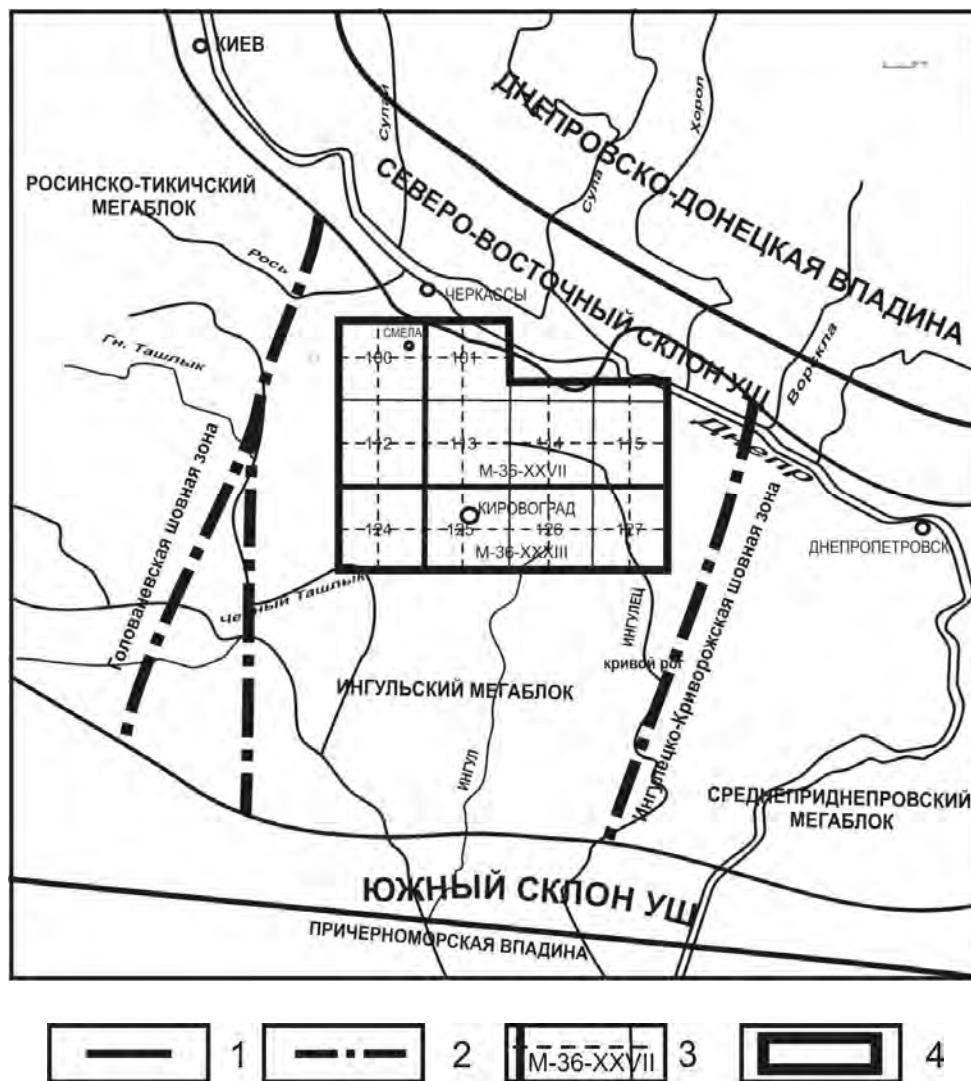 КИЕВ
Сулай
Хорол
ДНЕПРОВСКО-ДОНЕЦКАЯ ВПАДИНА
СЕВЕРО-ВОСТОЧНЫЙ СКЛОН УЩ
Сула
РОСИНСКО-ТИКИЧСКИЙ
МЕГАБЛОК
Рось
ЧЕРКАССЫ
Ворскла
СМЕЛА
100
101
Гн. Ташлык
Днепр
112
113
114
115
М-36-XXVII
Голованевская шовная зона
КИРОВОГРАД
124
125
126
127
М-36-XXXIII
ДНЕПРОПЕТРОВСК
Черный Ташлык
ИНГУЛЕЦ
кривой рог
Ингулецко-Криворожская шовная зона
ИНГУЛЬСКИЙ МЕГАБЛОК
ИНГУЛ
СРЕДНЕПРИДНЕПРОВСКИЙ
МЕГАБЛОК
ЮЖНЫЙ СКЛОН УЩ
ПРИЧЕРНОМОРСКАЯ ВПАДИНА
1
2
М-36-XXVII
3
4